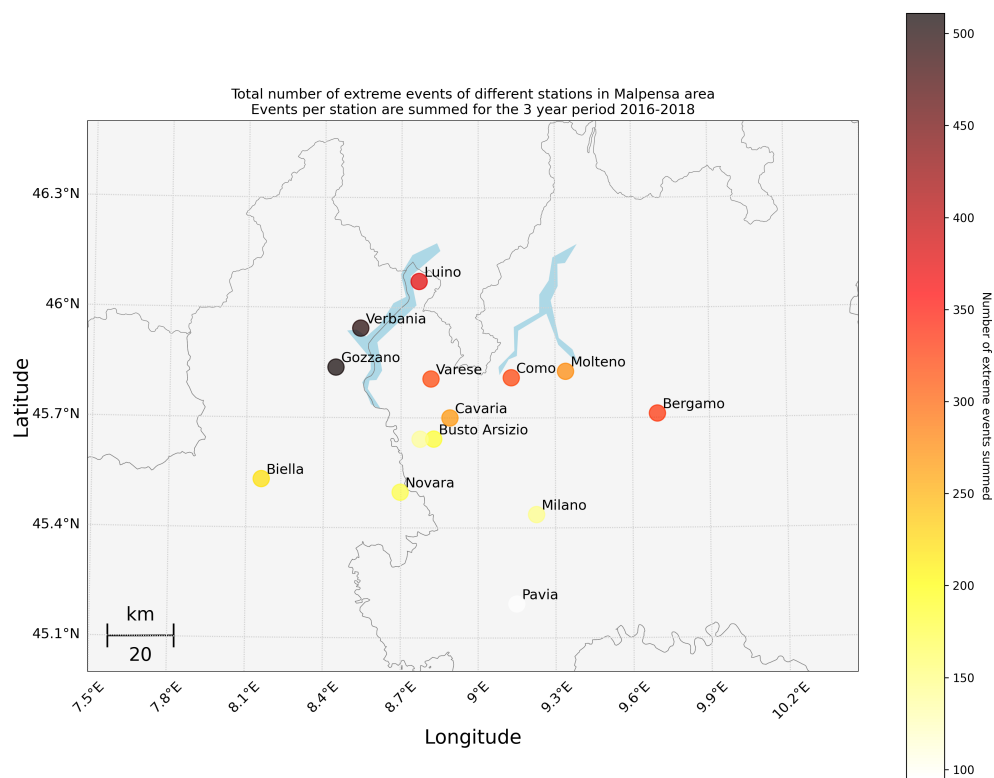 Total number of extreme events of different stations in Malpensa area
Events per station are summed for the 3 year period 2016-2018
500
450
400
350
300
250
200
150
100
Number of extreme events summed
46.3°N
46°N
45.7°N
45.4°N
45.1°N
Latitude
Luino
Verbania
Gozzano
Varese
Como
Molteno
Cavaria
Bergamo
Busto Arsizio
Biella
Novara
Milano
Pavia
km
20
7.5°E
7.8°E
8.1°E
8.4°E
8.7°E
9°E
9.3°E
9.6°E
9.9°E
10.2°E
Longitude